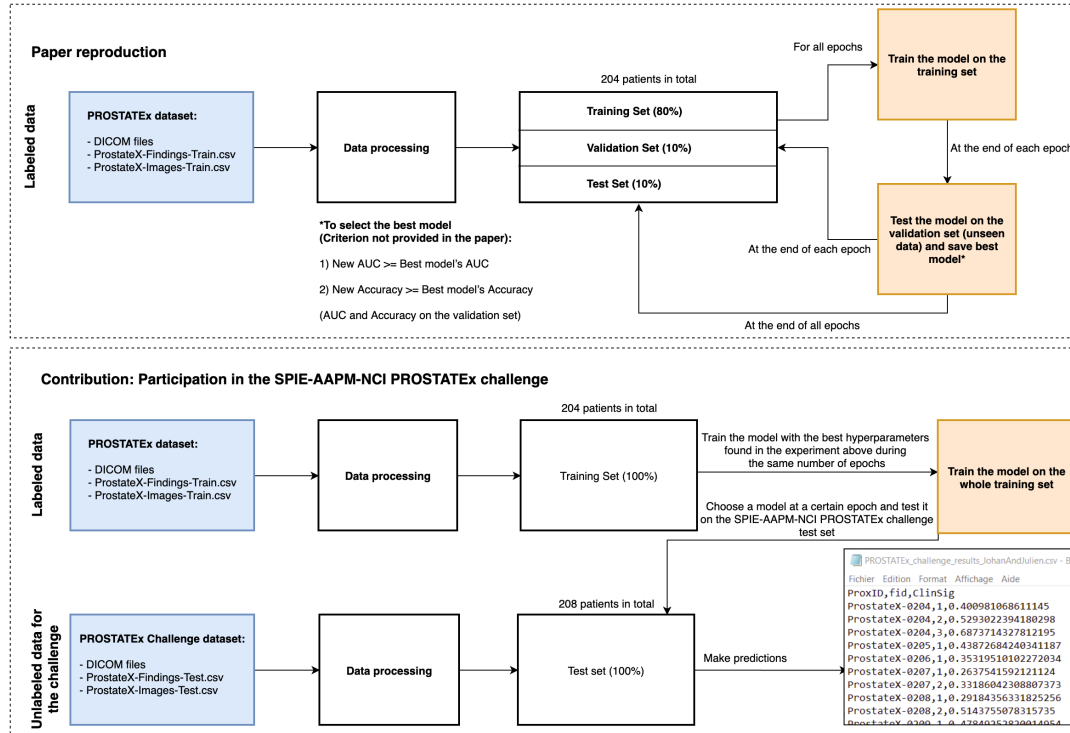 Paper reproduction
Labeled data
PROSTATEx dataset:
- DICOM files
- ProstateX-Findings-Train.csv
- ProstateX-Images-Train.csv
Data processing
204 patients in total
Training Set (80%)
Validation Set (10%)
Test Set (10%)
For all epochs
Train the model on the
training set
At the end of each epoch
Test the model on the
validation set (unseen
data) and save best
model*
At the end of each epoch
At the end of all epochs
*To select the best model
(Criterion not provided in the paper):
1) New AUC >= Best model's AUC
2) New Accuracy >= Best model's Accuracy
(AUC and Accuracy on the validation set)
Contribution: Participation in the SPIE-AAPM-NCI PROSTATEx challenge
Labeled data
PROSTATEx dataset:
- DICOM files
- ProstateX-Findings-Train.csv
- ProstateX-Images-Train.csv
Data processing
204 patients in total
Training Set (100%)
Train the model with the best hyperparameters
found in the experiment above during
the same number of epochs
Train the model on the
whole training set
Choose a model at a certain epoch and test it
on the SPIE-AAPM-NCI PROSTATEx challenge
test set
Unlabeled data for
the challenge
PROSTATEx Challenge dataset:
- DICOM files
- ProstateX-Findings-Test.csv
- ProstateX-Images-Test.csv
Data processing
208 patients in total
Test set (100%)
Make predictions
PROSTATEx_challenge_results_JohanAndJulien.csv - B
Fichier Edition Format Affichage Aide
ProxID,fid,ClinSig
ProstateX-0204,1,0.400981068611145
ProstateX-0204,2,0.5293022394180298
ProstateX-0204,3,0.6873714327812195
ProstateX-0205,1,0.43872684240341187
ProstateX-0206,1,0.35319510102272034
ProstateX-0207,1,0.2637541592121124
ProstateX-0207,2,0.33186042308807373
ProstateX-0208,1,0.29184356331825256
ProstateX-0208,2,0.5143755078315735
ProstateX-0209,1,0.47849252820014954